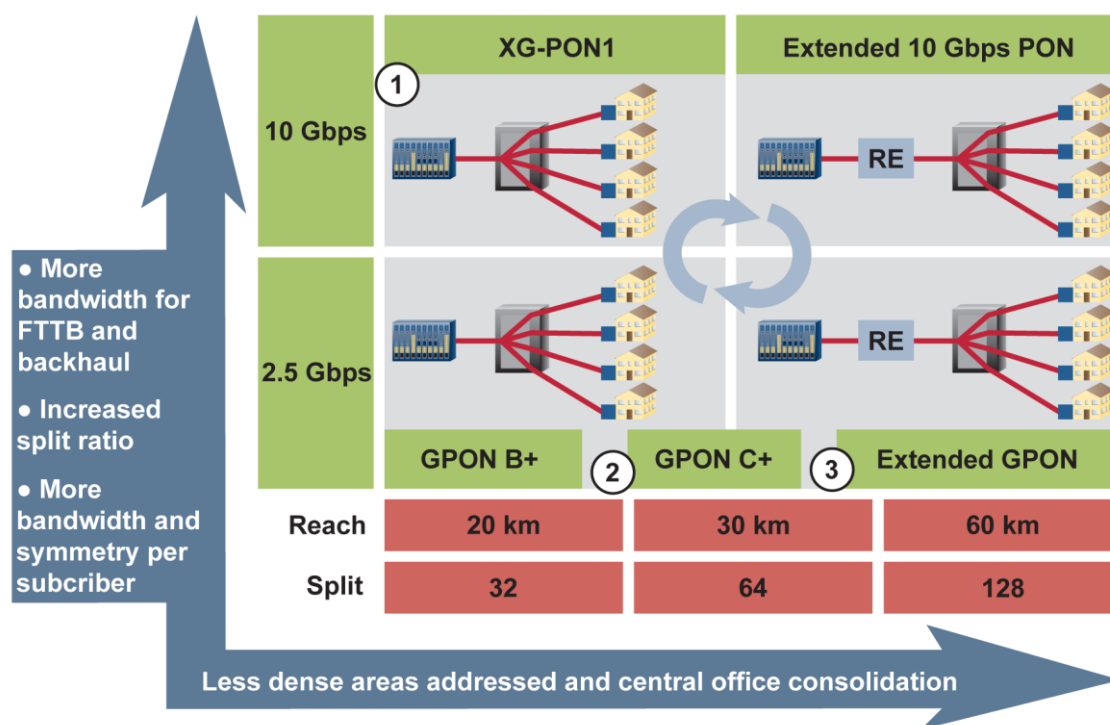 XG-PON1
Extended 10 Gbps PON
1
10 Gbps
RE
● More
bandwidth for
FTTB and
backhaul
● Increased
split ratio
● More
bandwidth and
symmetry per
subcriber
2.5 Gbps
RE
GPON B+
2
GPON C+
3
Extended GPON
Reach
20 km
30 km
60 km
Split
32
64
128
Less dense areas addressed and central office consolidation